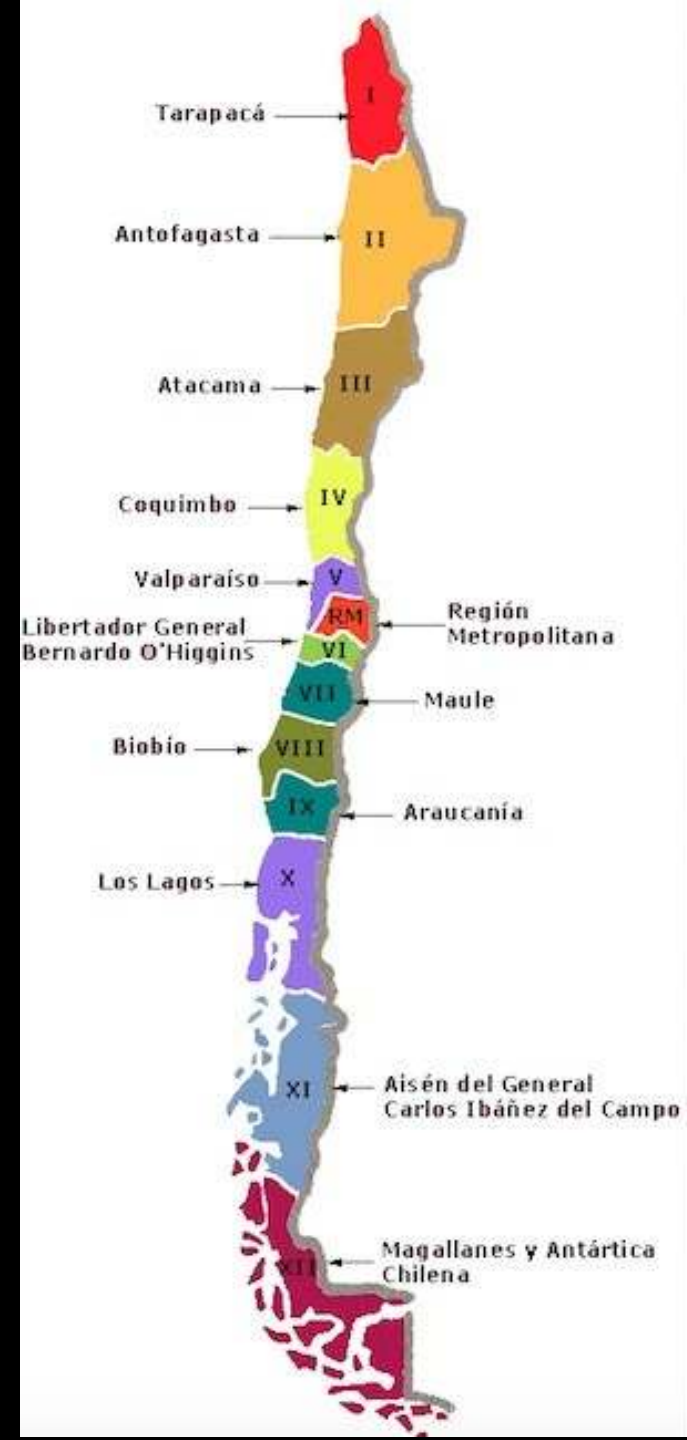 I
Tarapacá
Antofagasta
II
Atacama
III
Coquimbo
IV
Valparaíso
V
RM
Región
Metropolitana
Libertador General
Bernardo O'Higgins
VI
VII
Maule
Biobío
VIII
IX
Araucanía
Los Lagos
X
XI
Aisén del General
Carlos Ibáñez del Campo
XII
Magallanes y Antártica
Chilena